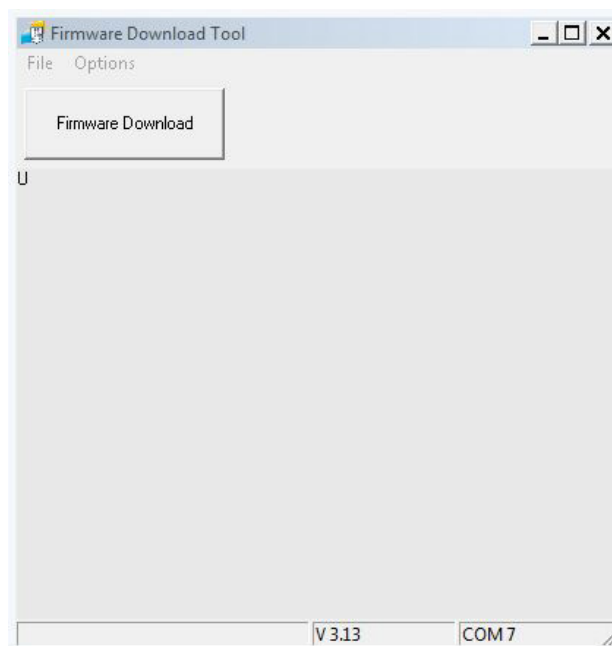 Firmware Download Tool
File Options
Firmware Download
U
V 3.13 COM 7